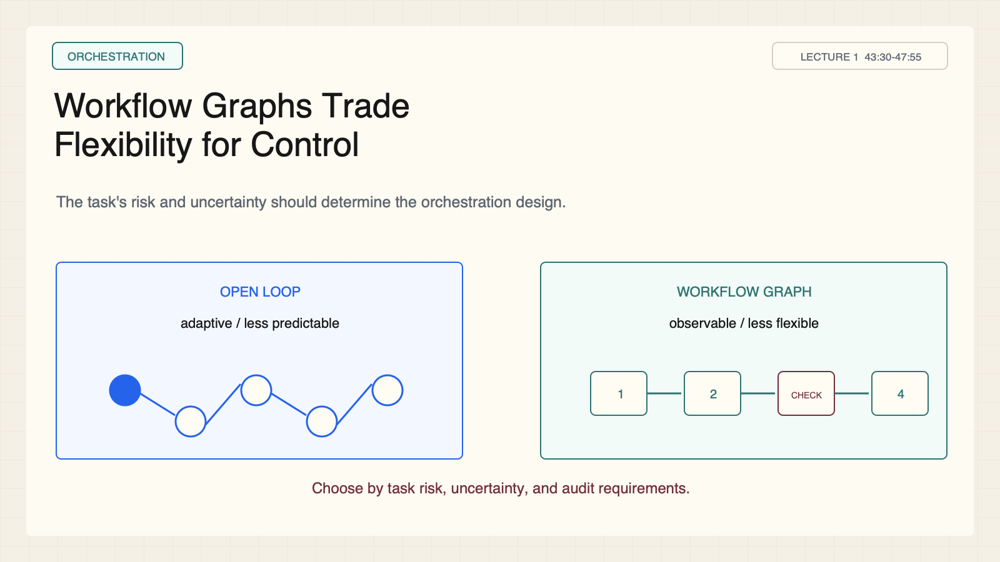 ORCHESTRATION
LECTURE 1 43:30-47:55
Workflow Graphs Trade
Flexibility for Control
The task's risk and uncertainty should determine the orchestration design.
OPEN LOOP
adaptive / less predictable
WORKFLOW GRAPH
observable / less flexible
1
2
CHECK
4
Choose by task risk, uncertainty, and audit requirements.